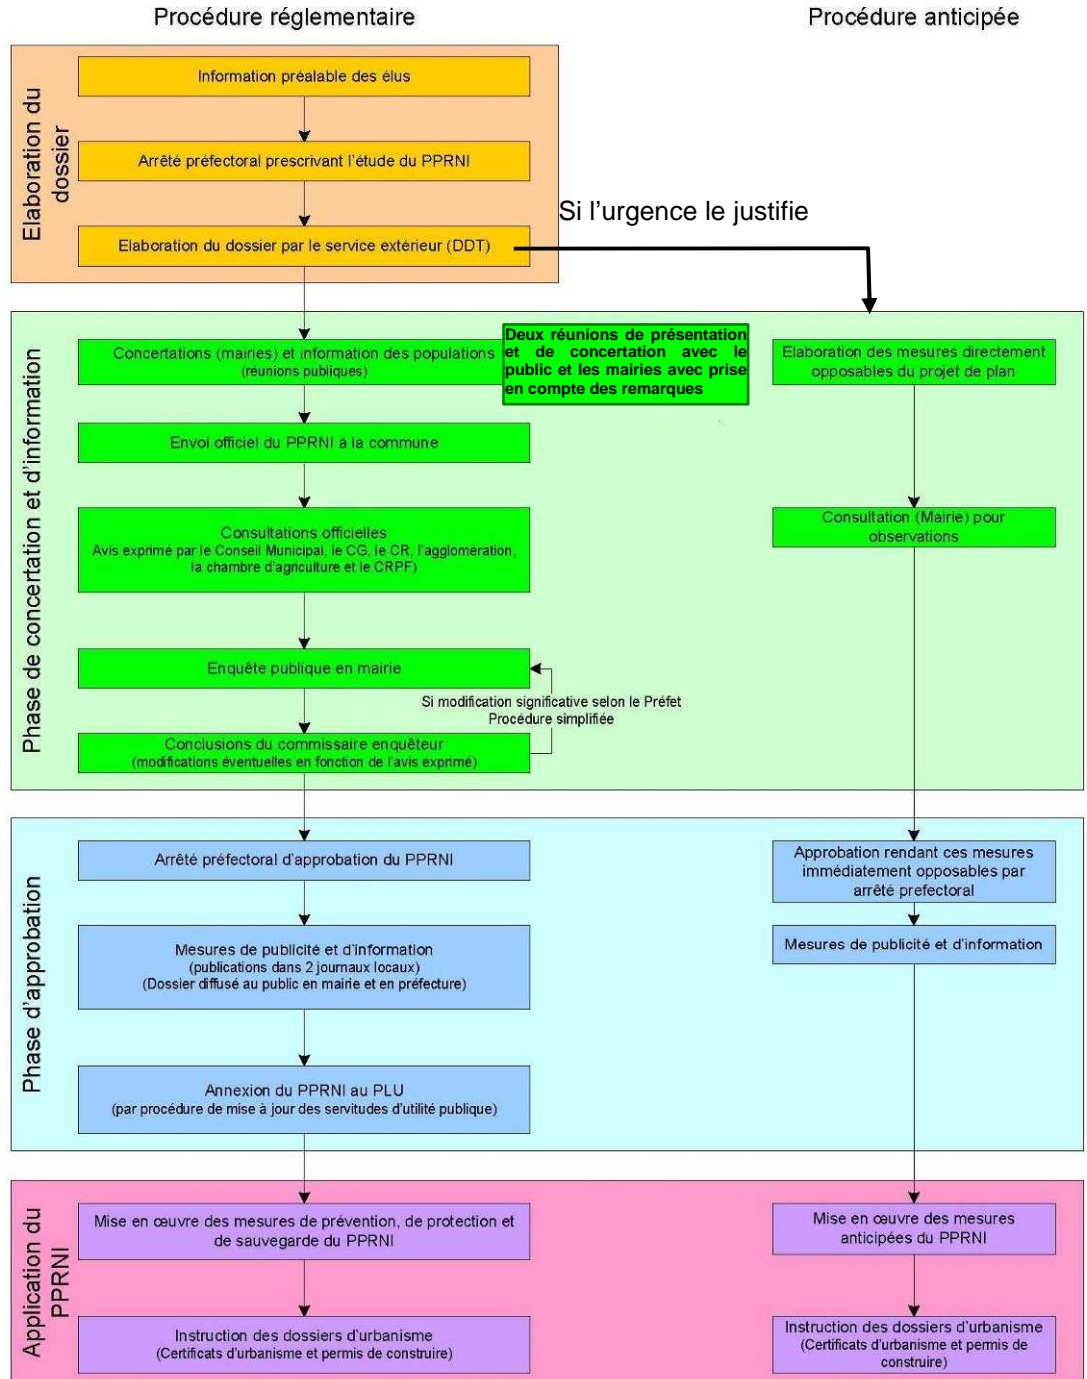 Procédure réglementaire
Procédure anticipée
Elaboration du
dossier
Information préalable des élus
Arrêté préfectoral prescrivant l'étude du PPRNI
Elaboration du dossier par le service extérieur (DDT)
Si l'urgence le justifie
Phase de concertation et d'information
Concertations (mairies) et information des populations
(réunions publiques)
Deux réunions de présentation
et de concertation avec le
public et les mairies avec prise
en compte des remarques
Elaboration des mesures directement
opposables du projet de plan
Envoi officiel du PPRNI à la commune
Consultations officielles
Avis exprimé par le Conseil Municipal, le CG, le CR, l'agglomération,
la chambre d'agriculture et le CRPF)
Consultation (Mairie) pour
observations
Enquête publique en mairie
Si modification significative selon le Préfet
Procédure simplifiée
Conclusions du commissaire enquêteur
(modifications éventuelles en fonction de l'avis exprimé)
Phase d'approbation
Arrêté préfectoral d'approbation du PPRNI
Approbation rendant ces mesures
immédiatement opposables par
arrêté prefectoral
Mesures de publicité et d'information
(publications dans 2 journaux locaux)
(Dossier diffusé au public en mairie et en préfecture)
Mesures de publicité et d'information
Annexion du PPRNI au PLU
(par procédure de mise à jour des servitudes d'utilité publique)
Application du
PPRNI
Mise en œuvre des mesures de prévention, de protection et
de sauvegarde du PPRNI
Mise en œuvre des mesures
anticipées du PPRNI
Instruction des dossiers d'urbanisme
(Certificats d'urbanisme et permis de construire)
Instruction des dossiers d'urbanisme
(Certificats d'urbanisme et permis de
construire)